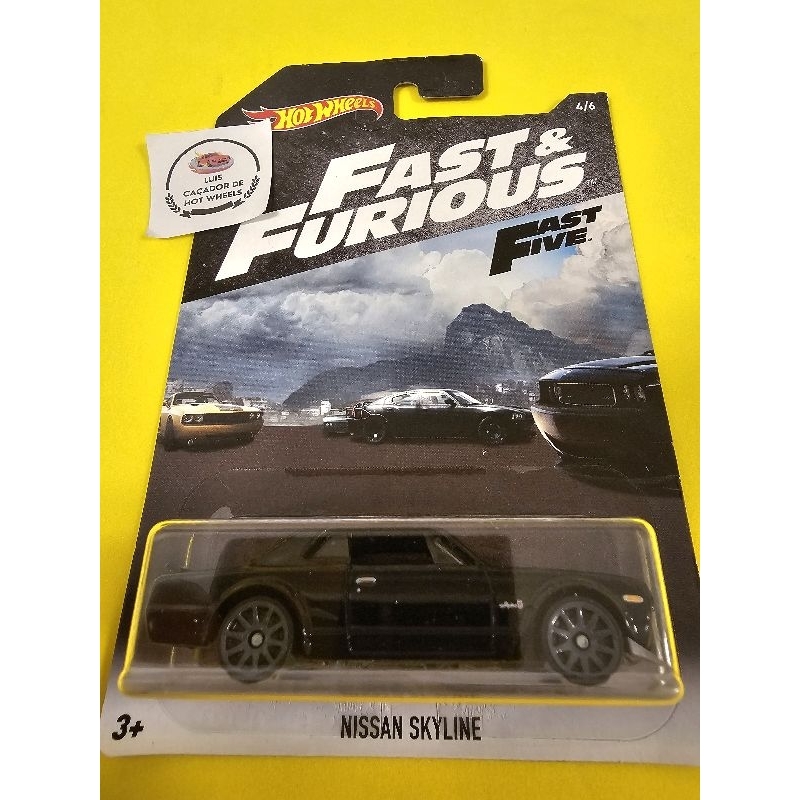 HOT WHEELS
4/6
FAST &
FURIOUS
FAST
FIVE
LUIS
CAÇADOR DE
HOT WHEELS
3+
NISSAN SKYLINE